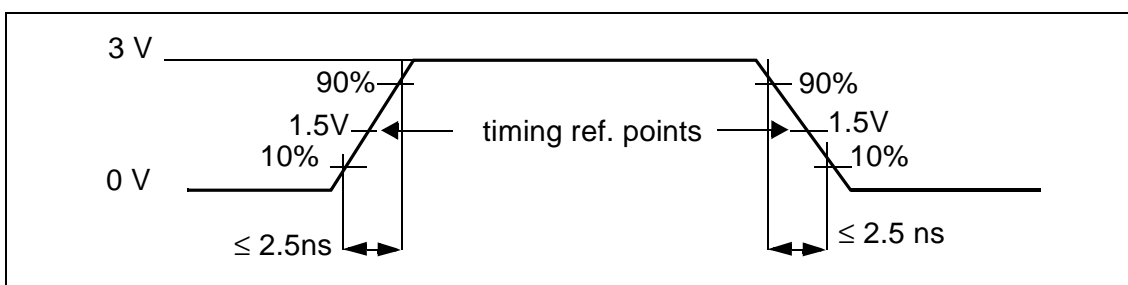 3 V
90%
90%
1.5V
timing ref. points
1.5V
10%
10%
0 V
≤ 2.5ns
≤ 2.5 ns